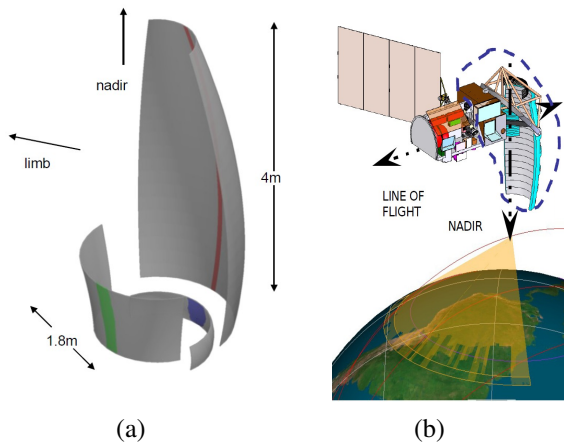 nadir
limb
4m
1.8m
(a)
LINE OF
FLIGHT
NADIR
(b)